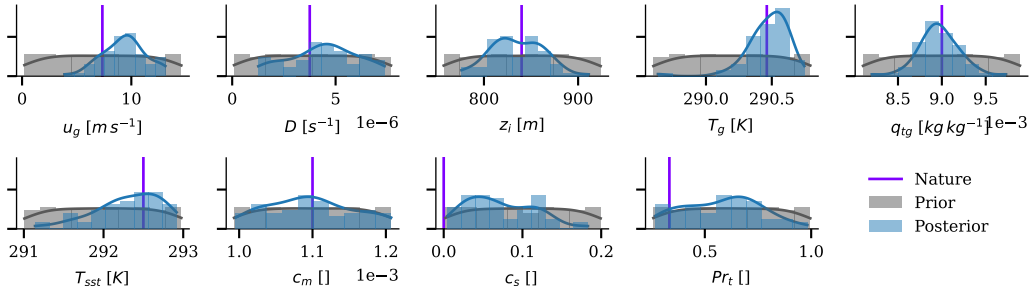 0 10
u_g [m s⁻¹]
0 5
1e−6
D [s⁻¹]
800 900
z_i [m]
290.0 290.5
T_g [K]
8.5 9.0 9.5
1e−3
q_tg [kg kg⁻¹]
291 292 293
T_sst [K]
1.0 1.1 1.2
1e−3
c_m []
0.0 0.1 0.2
c_s []
0.5 1.0
Pr_t []
Nature
Prior
Posterior